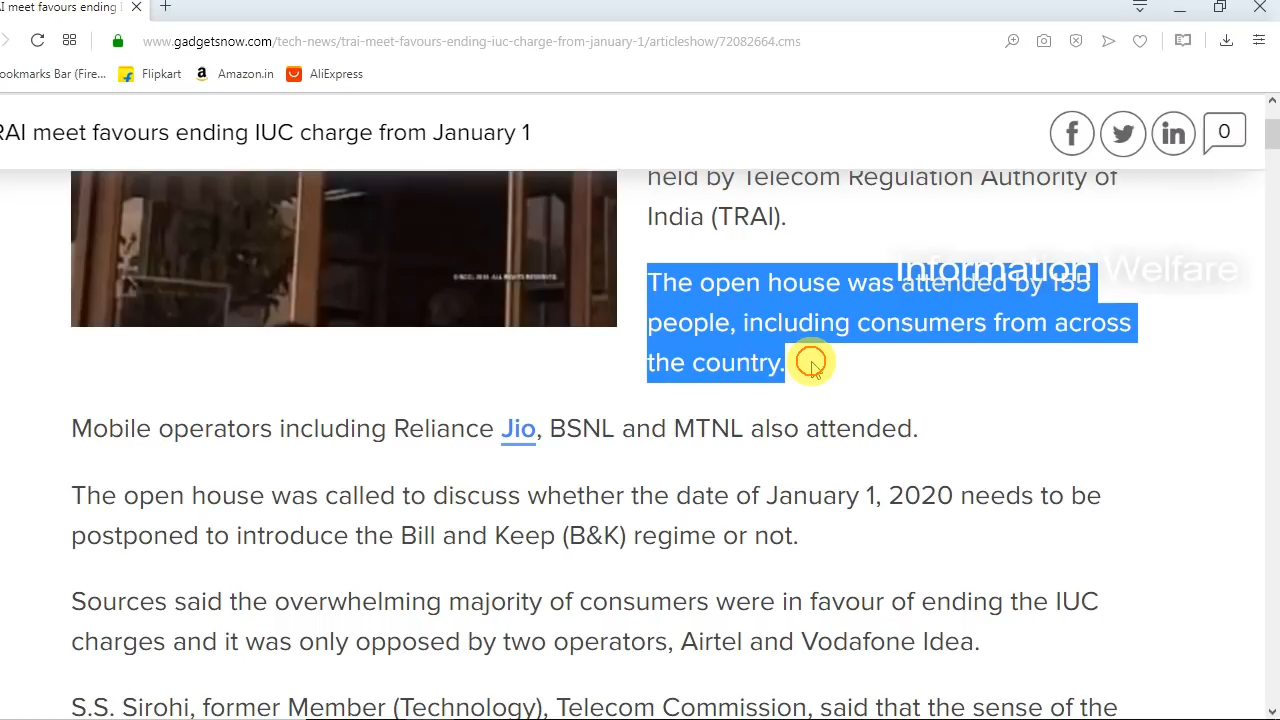 AI meet favours ending
www.gadgetsnow.com/tech-news/trai-meet-favours-ending-iuc-charge-from-january-1/articleshow/72082664.cms
ookmarks Bar (Fire... Flipkart Amazon.in AliExpress
RAI meet favours ending IUC charge from January 1
0
held by Telecom Regulation Authority of
India (TRAI).
Information Welfare
The open house was attended by 155
people, including consumers from across
the country.
Mobile operators including Reliance Jio, BSNL and MTNL also attended.
The open house was called to discuss whether the date of January 1, 2020 needs to be
postponed to introduce the Bill and Keep (B&K) regime or not.
Sources said the overwhelming majority of consumers were in favour of ending the IUC
charges and it was only opposed by two operators, Airtel and Vodafone Idea.
S.S. Sirohi, former Member (Technology), Telecom Commission, said that the sense of the